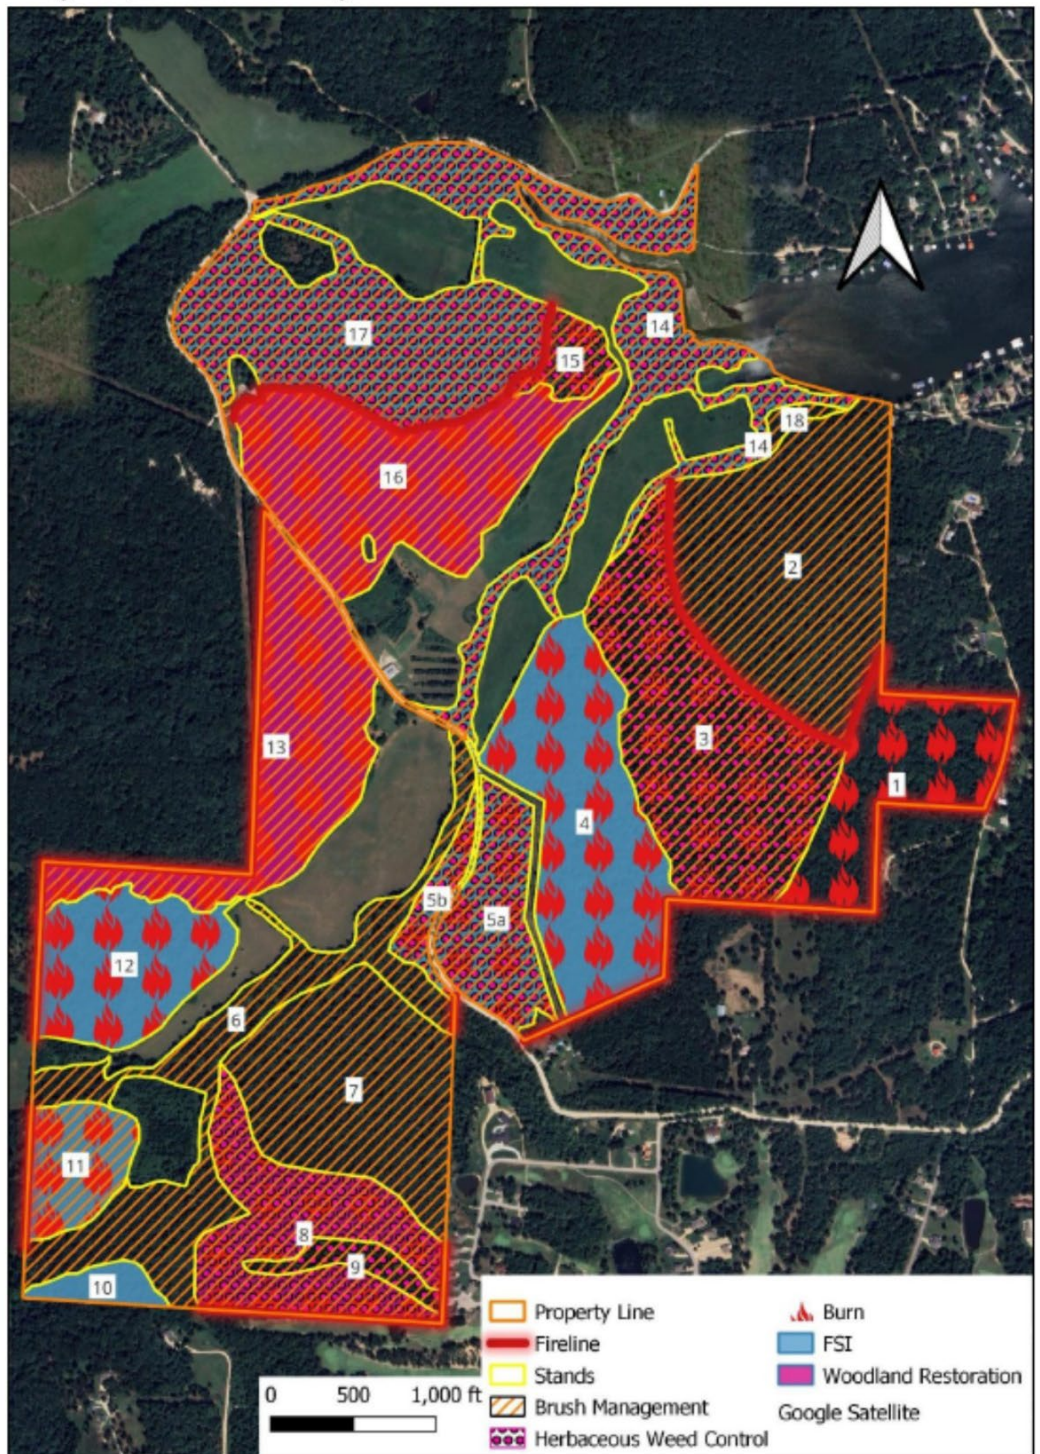 17
14
15
18
14
16
2
13
3
1
4
5b
5a
12
6
7
11
8
9
10
Property Line
Fireline
Stands
Brush Management
Herbaceous Weed Control
Burn
FSI
Woodland Restoration
Google Satellite
0 500 1,000 ft